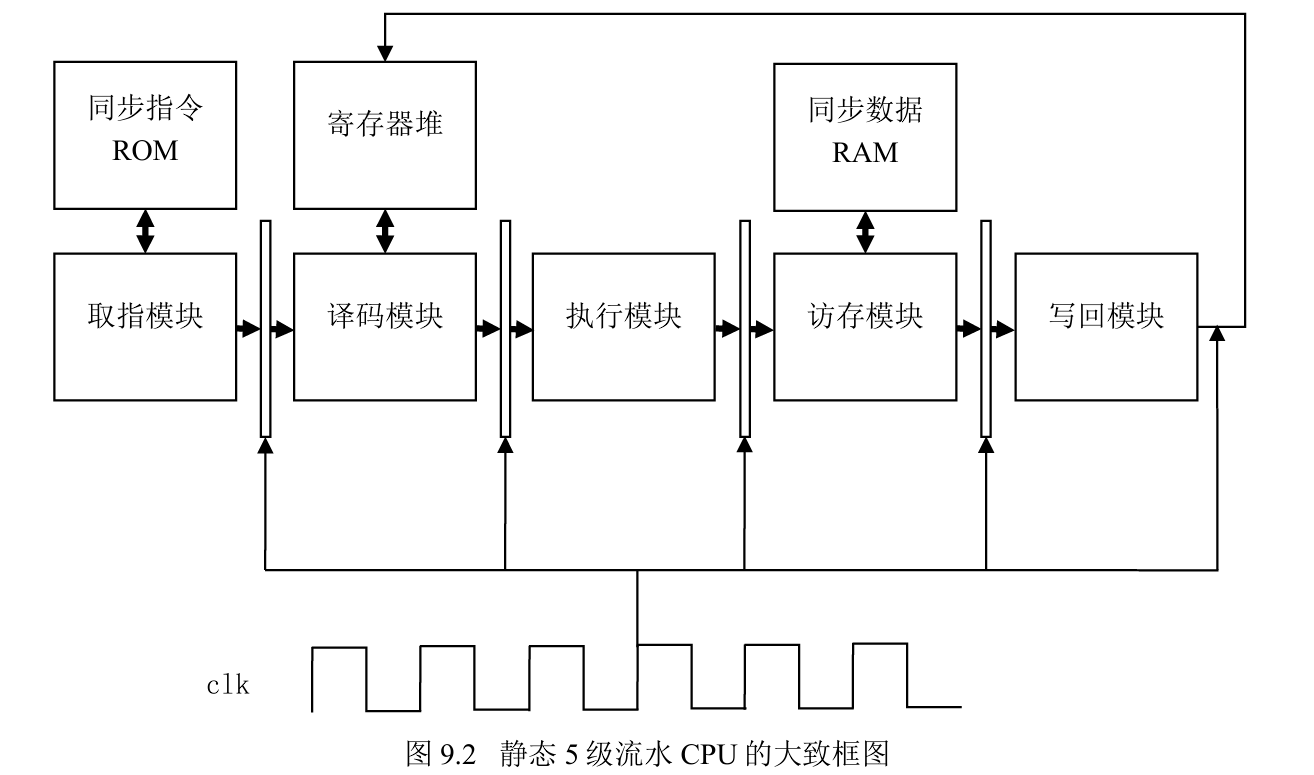 同步指令
ROM
寄存器堆
同步数据
RAM
取指模块
译码模块
执行模块
访存模块
写回模块
clk
图 9.2 静态 5 级流水 CPU 的大致框图